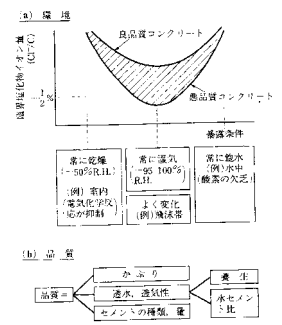 (a) 環境
臨界塩化物イオン量
(Cl⁻/C)
良品質コンクリート
1/2 %
悪品質コンクリート
暴露条件
常に乾燥
(~50%R.H.)
(例)室内
(電気化学反
応が抑制)
常に湿気
(~95 100%
R.H.)
よく変化
(例)飛沫帯
常に飽水
(例)水中
(酸素の欠乏)
(b) 品質
品質=
かぶり
透水,透気性
セメントの種類,量
養生
水セメン
ト比